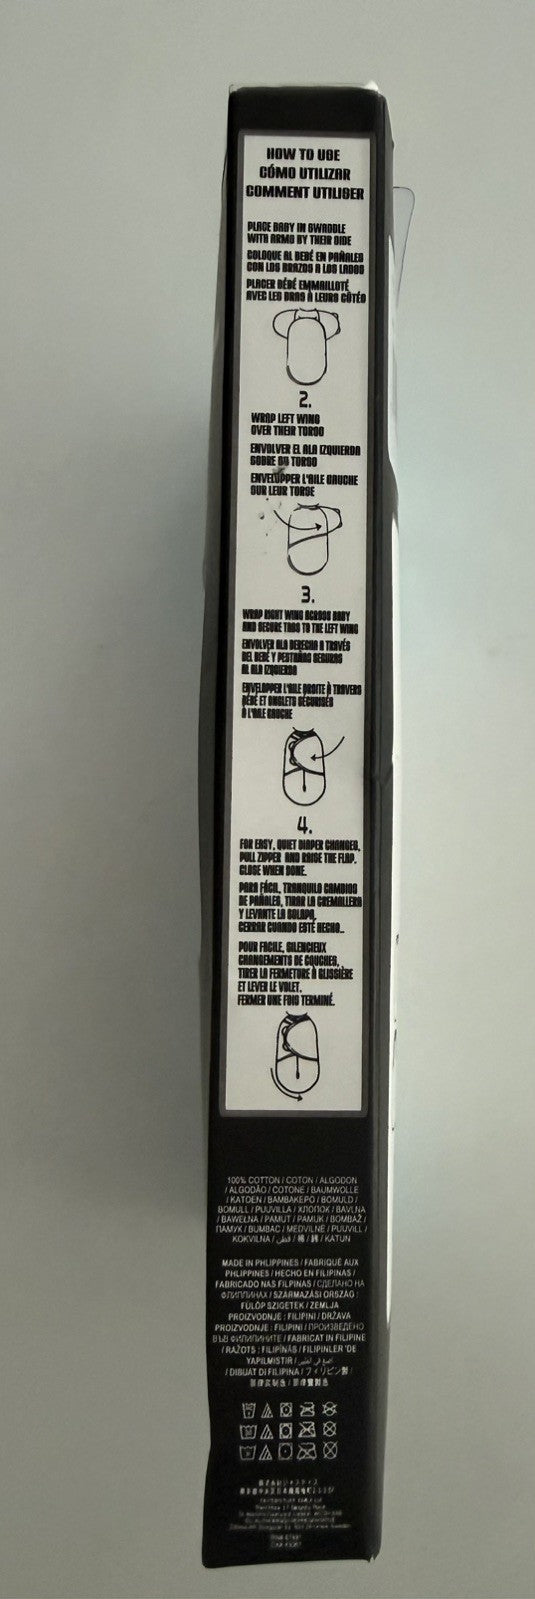 HOW TO USE
CÓMO UTILIZAR
COMMENT UTILISER
PLACE BABY IN SWADDLE
WITH ARMS BY THEIR SIDE
COLOQUE AL BEBÉ EN PAÑALES
CON LOS BRAZOS A LOS LADOS
PLACER BÉBÉ EMMAILLOTÉ
AVEC LES BRAS À LEURS CÔTÉS
2.
WRAP LEFT WING
OVER THEIR TORSO
ENVOLVER EL ALA IZQUIERDA
SOBRE SU TORSO
ENVELOPPER L'AILE GAUCHE
SUR LEUR TORSE
3.
WRAP RIGHT WING ACROSS BABY
AND SECURE TABS TO THE LEFT WING
ENVOLVER ALA DERECHA A TRAVÉS
DEL BEBÉ Y PESTAÑAS SEGURAS
AL ALA IZQUIERDA
ENVELOPPER L'AILE DROITE À TRAVERS
BÉBÉ ET ONGLETS SÉCURISÉS
À L'AILE GAUCHE
4.
FOR EASY, QUIET DIAPER CHANGES,
PULL ZIPPER AND RAISE THE FLAP.
CLOSE WHEN DONE.
PARA FÁCIL, TRANQUILO CAMBIOS
DE PAÑALES, TIRAR LA CREMALLERA
Y LEVANTE LA SOLAPA.
CERRAR CUANDO ESTÉ HECHO..
POUR FACILE, SILENCIEUX
CHANGEMENTS DE COUCHES,
TIRER LA FERMETURE À GLISSIÈRE
ET LEVER LE VOLET.
FERMER UNE FOIS TERMINÉ.
100% COTTON / COTON / ALGODON
/ ALGODÃO / COTONE / BAUMWOLLE
/ KATOEN / BAMBAKEPO / BOMULD /
BOMULL / PUUVILLA / ХЛОПОК / BAVLNA
/ BAWEŁNA / PAMUT / PAMUK / BOMBAŽ /
ПАМУК / BUMBAC / MEDVILNĖ / PUUVILL /
KOKVILNA / قطن / 棉 / 綿 / KATUN
MADE IN PHLIPPINES / FABRIQUÉ AUX
PHLIPPINES / HECHO EN FILIPINAS /
FABRICADO NAS FILPINAS / СДЕЛАНО НА
ФЛИППИНАХ / SZÁRMAZÁSI ORSZÁG :
FÜLÖP SZIGETEK / ZEMLJA
PROIZVODNJE : FILIPINI / DRŽAVA
PROIZVODNJE : FILIPINI / ПРОИЗВЕДЕНО
ВЪВ ФИЛИПИНИТЕ / FABRICAT IN FILIPINE
/ RAŽOTS : FILIPINĀS / FILIPINLER 'DE
YAPILMISTIR /
/ DIBUAT DI FILIPINA / フィリピン製 /